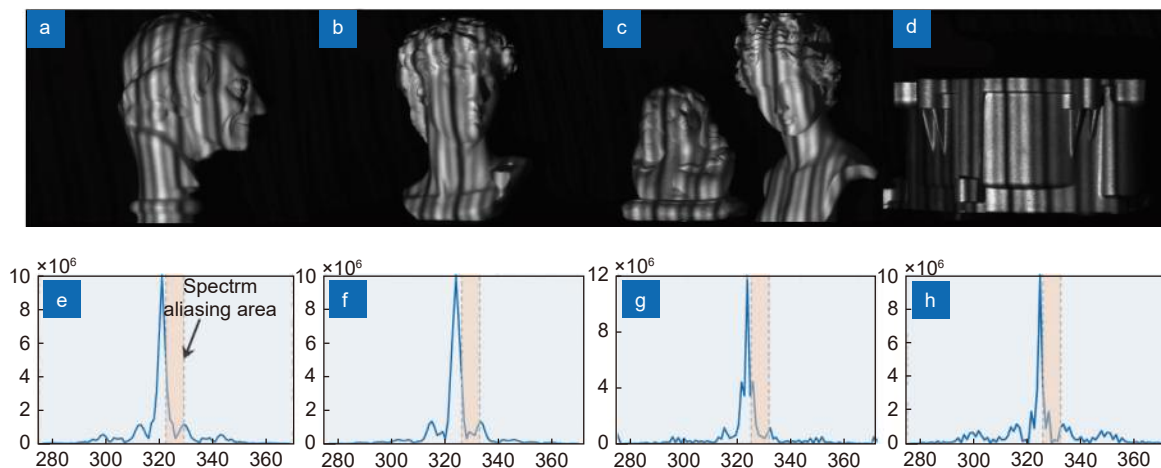 a b c d
×10⁶ ×10⁶ ×10⁶ ×10⁶
e f g h
Spectrm
aliasing area
10 10 12 10
8 8 8 8
6 6 6
4 4 4 4
2 2 2
0 0 0 0
280 300 320 340 360 280 300 320 340 360 280 300 320 340 360 280 300 320 340 360